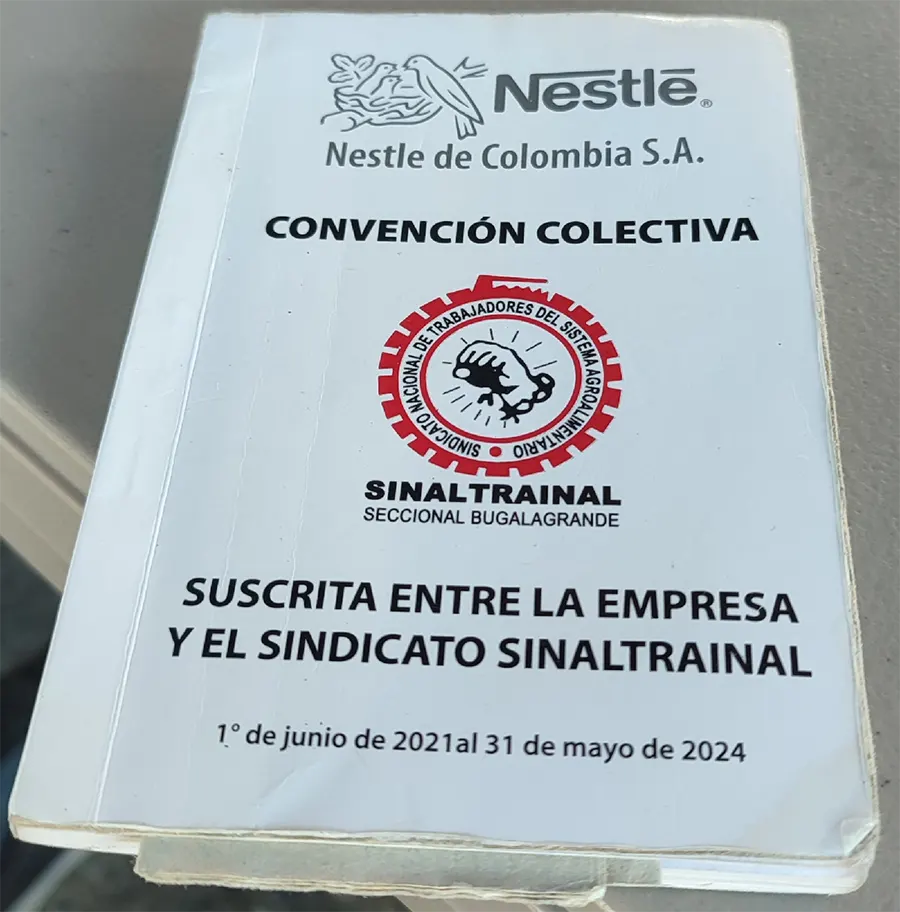 Nestlē®
Nestle de Colombia S.A.
CONVENCIÓN COLECTIVA
SINDICATO NACIONAL DE TRABAJADORES DEL SISTEMA AGROALIMENTARIO
SINALTRAINAL
SECCIONAL BUGALAGRANDE
SUSCRITA ENTRE LA EMPRESA
Y EL SINDICATO SINALTRAINAL
1° de junio de 2021al 31 de mayo de 2024